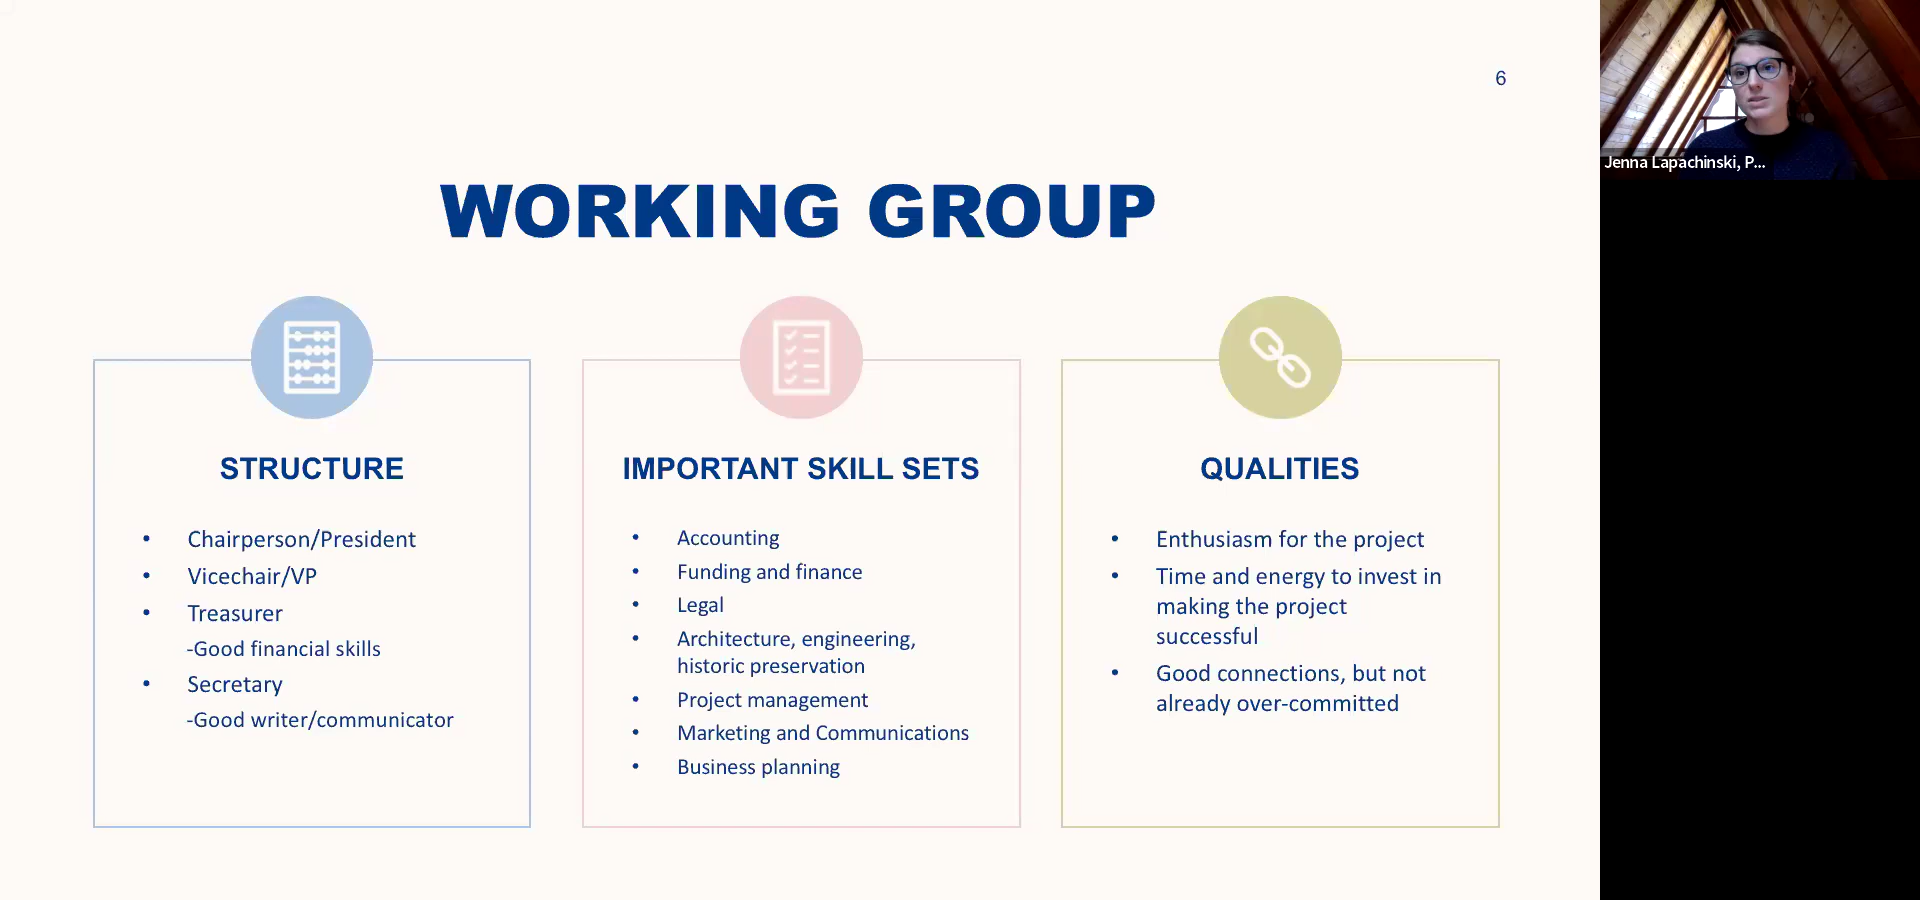 6
WORKING GROUP
STRUCTURE
• Chairperson/President
• Vicechair/VP
• Treasurer
-Good financial skills
• Secretary
-Good writer/communicator
IMPORTANT SKILL SETS
• Accounting
• Funding and finance
• Legal
• Architecture, engineering,
historic preservation
• Project management
• Marketing and Communications
• Business planning
QUALITIES
• Enthusiasm for the project
• Time and energy to invest in
making the project
successful
• Good connections, but not
already over-committed
Jenna Lapachinski, P...